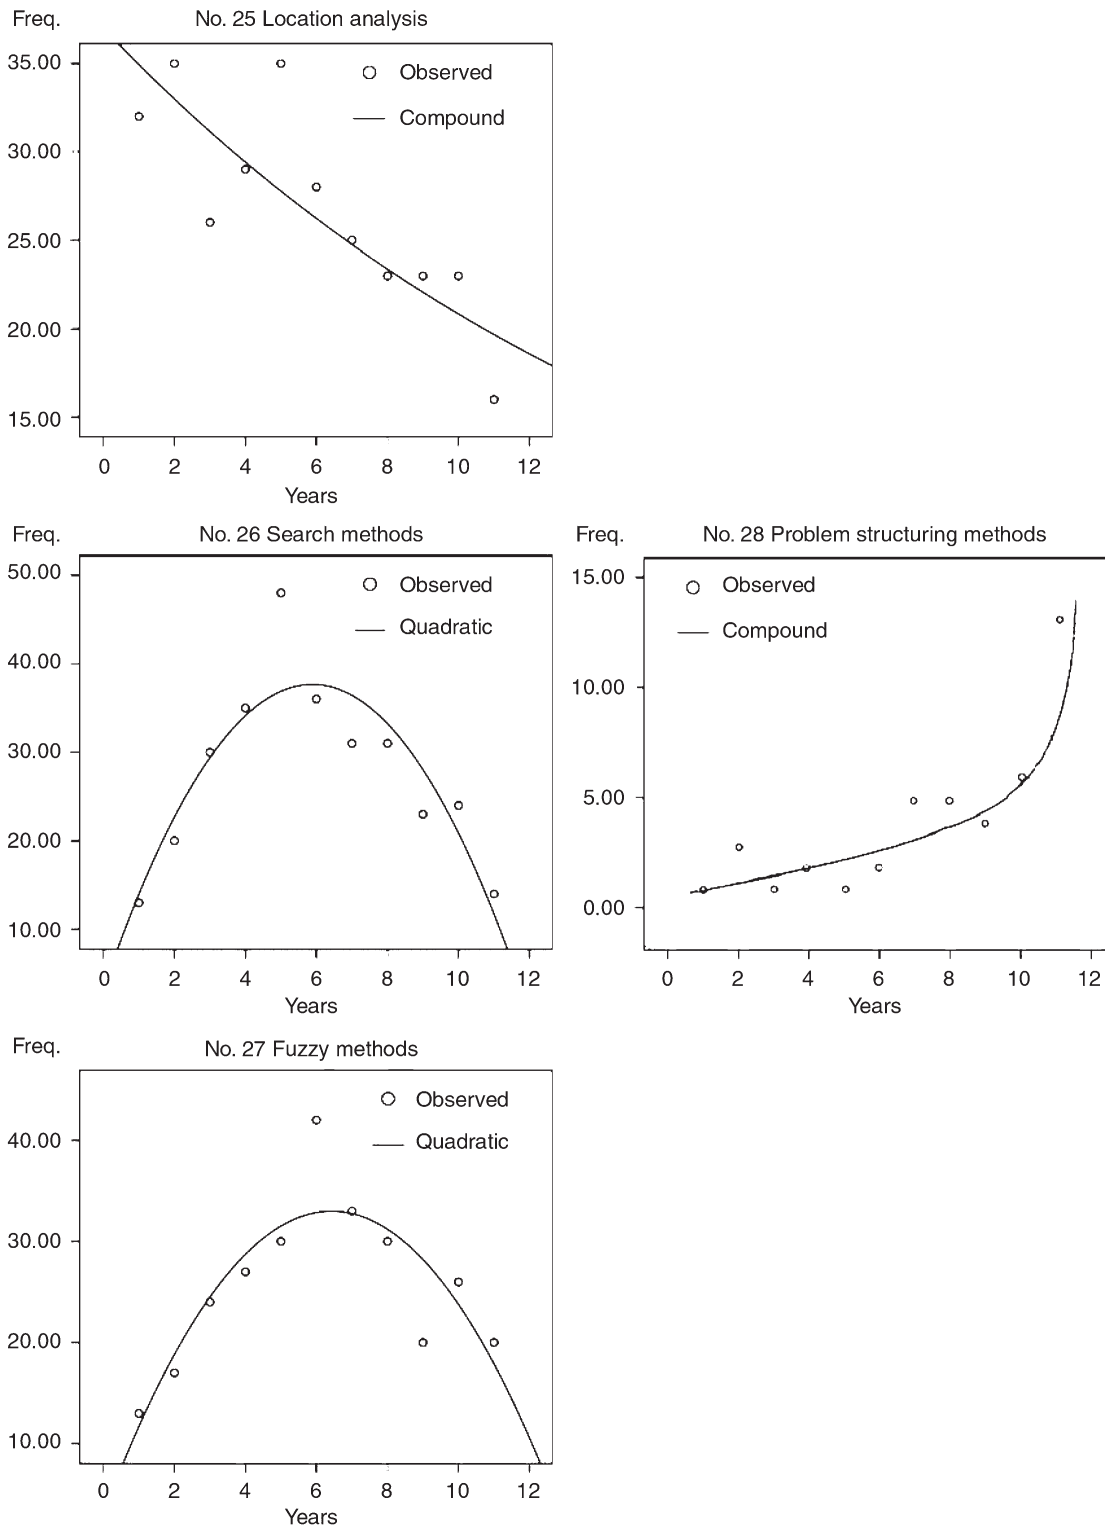 Freq.
No. 25 Location analysis
35.00
30.00
25.00
20.00
15.00
Observed
Compound
0 2 4 6 8 10 12
Years
Freq.
No. 26 Search methods
50.00
40.00
30.00
20.00
10.00
Observed
Quadratic
0 2 4 6 8 10 12
Years
Freq.
No. 28 Problem structuring methods
15.00
10.00
5.00
0.00
Observed
Compound
0 2 4 6 8 10 12
Years
Freq.
No. 27 Fuzzy methods
40.00
30.00
20.00
10.00
Observed
Quadratic
0 2 4 6 8 10 12
Years